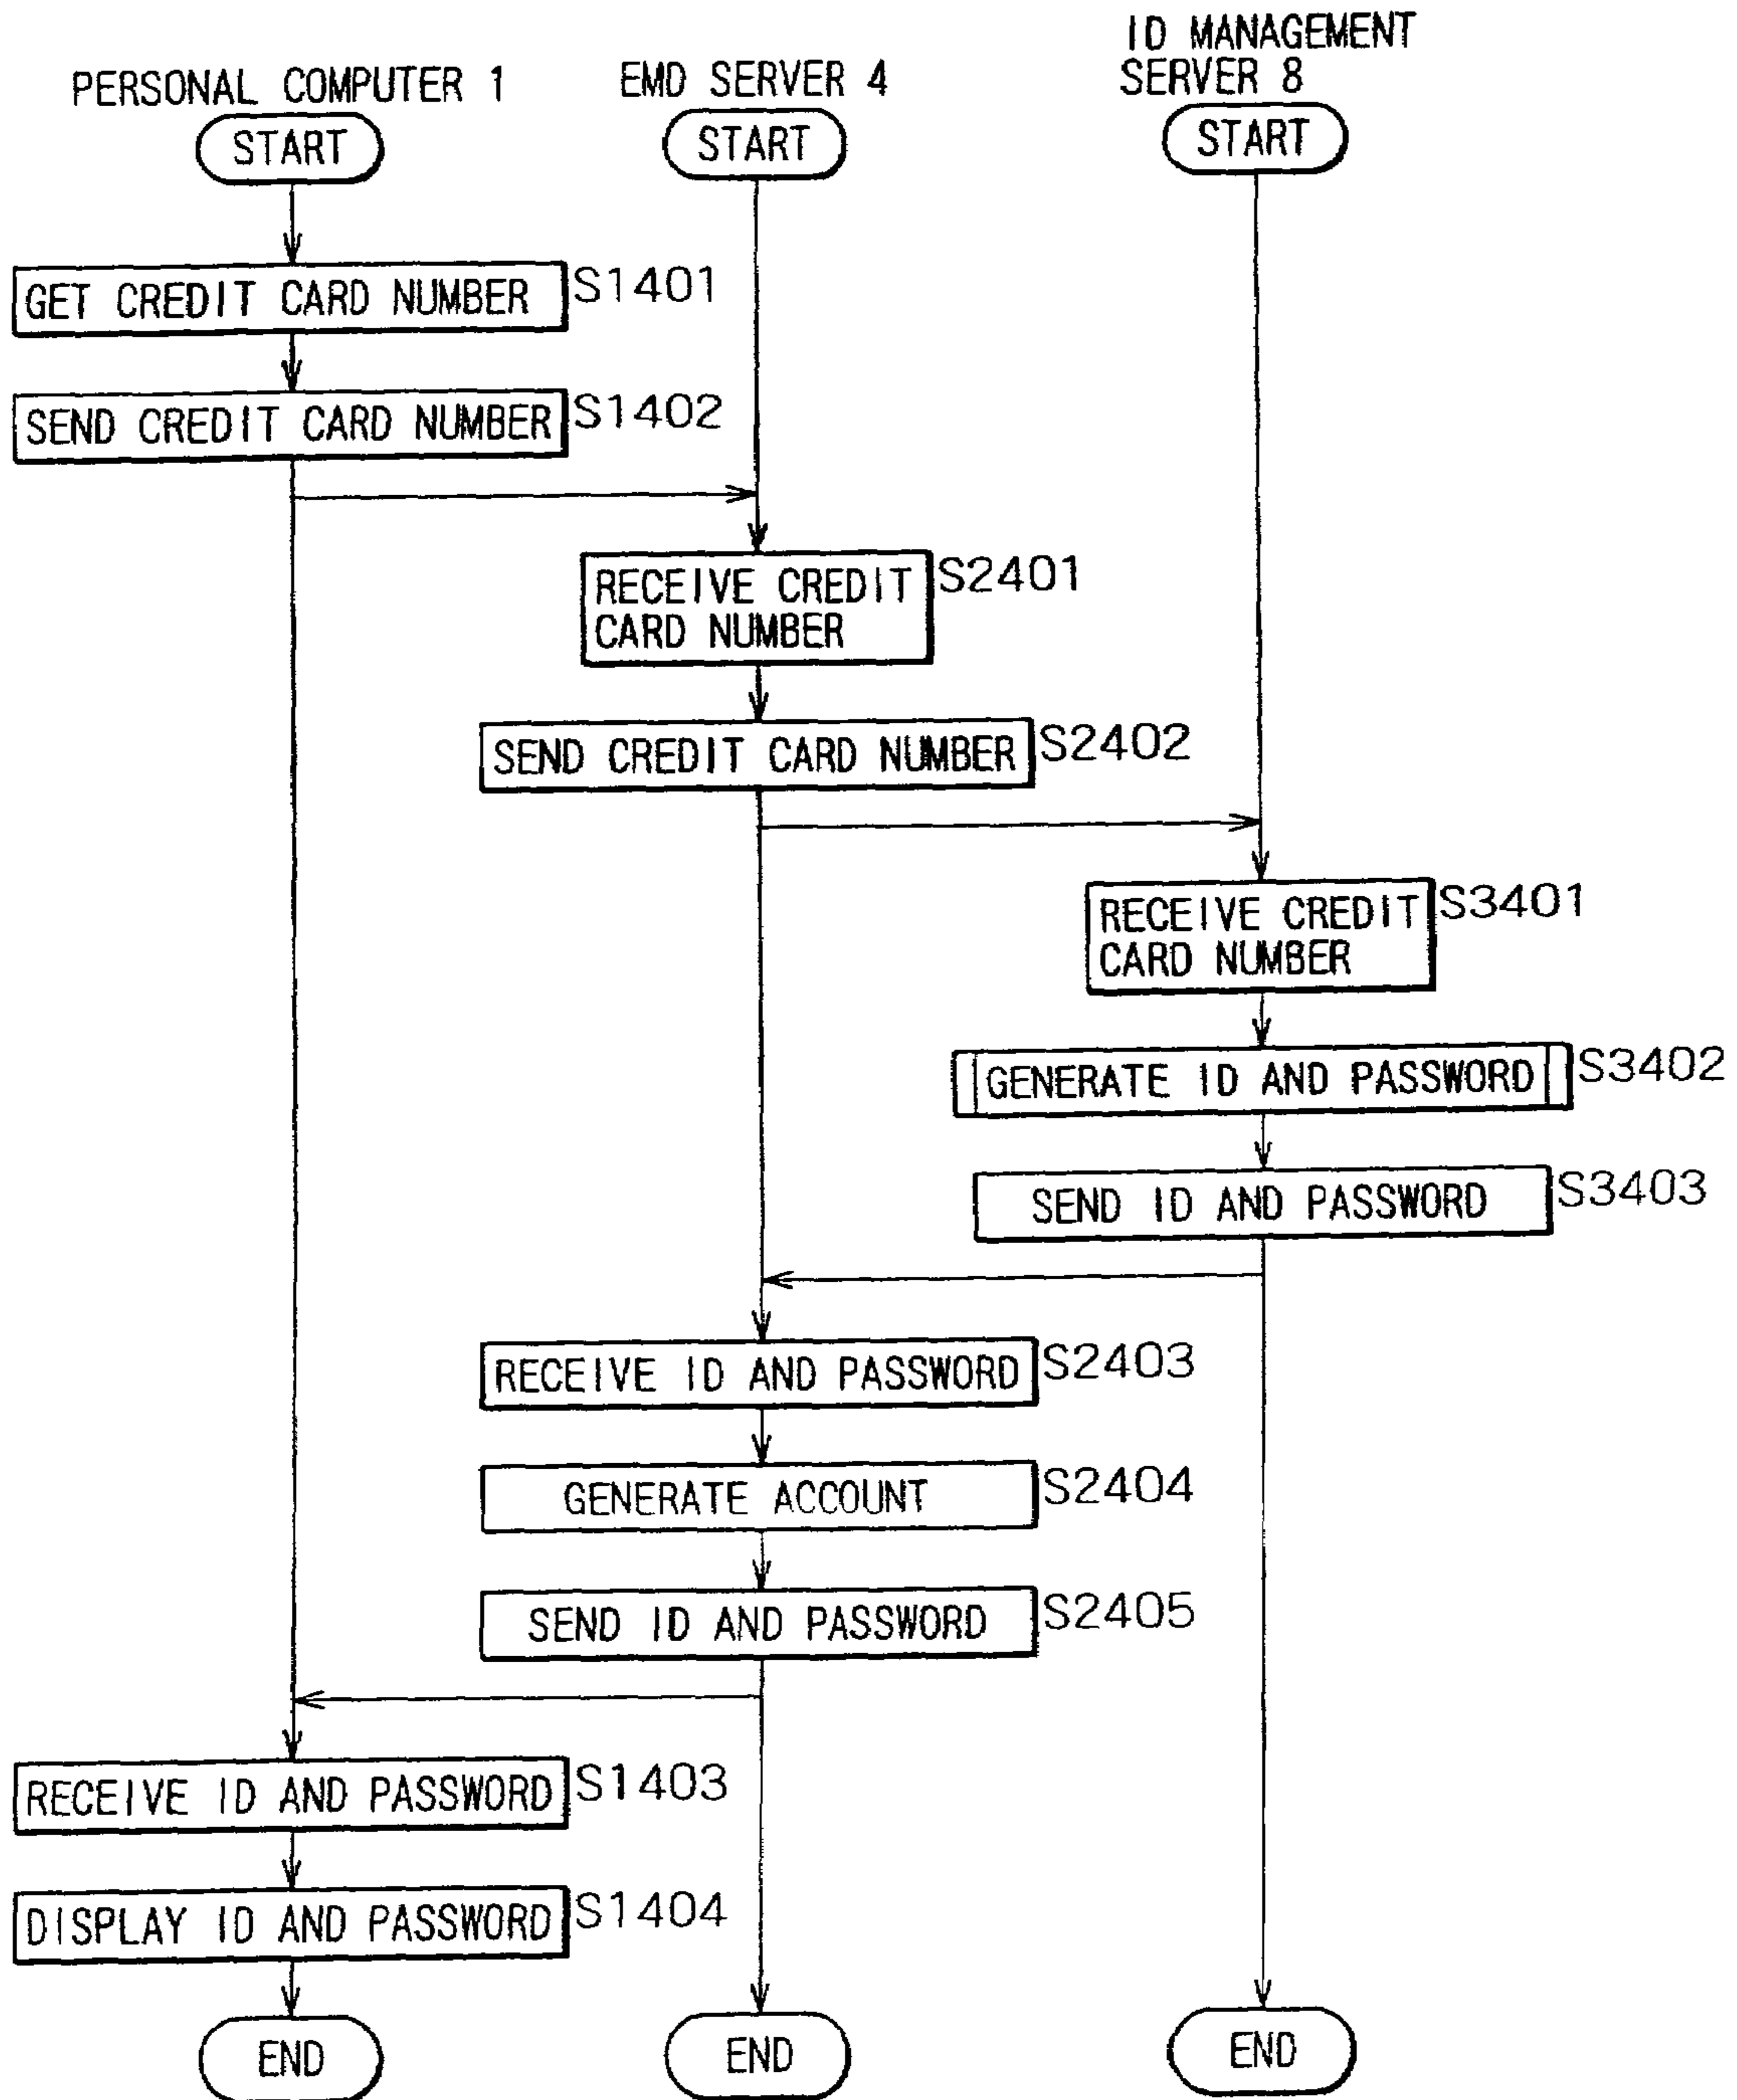 PERSONAL COMPUTER 1
EMD SERVER 4
ID MANAGEMENT
SERVER 8
START
START
START
GET CREDIT CARD NUMBER
S1401
SEND CREDIT CARD NUMBER
S1402
RECEIVE CREDIT
CARD NUMBER
S2401
SEND CREDIT CARD NUMBER
S2402
RECEIVE CREDIT
CARD NUMBER
S3401
GENERATE ID AND PASSWORD
S3402
SEND ID AND PASSWORD
S3403
RECEIVE ID AND PASSWORD
S2403
GENERATE ACCOUNT
S2404
SEND ID AND PASSWORD
S2405
RECEIVE ID AND PASSWORD
S1403
DISPLAY ID AND PASSWORD
S1404
END
END
END